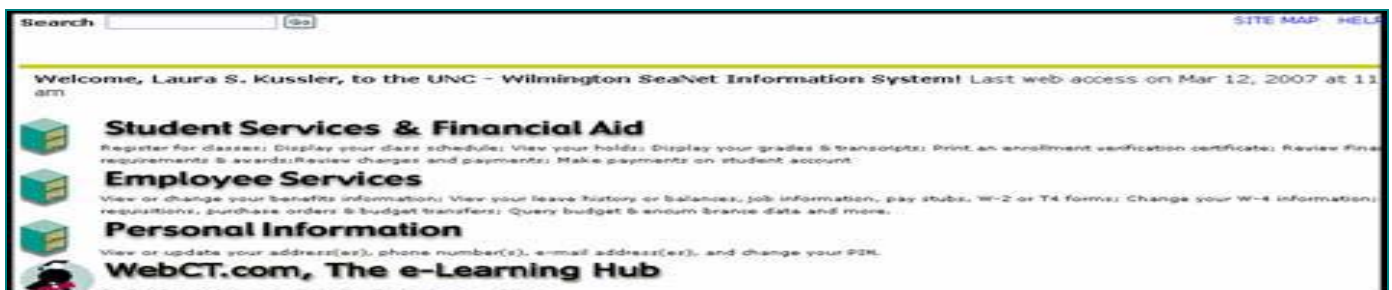 Search Go SITE MAP HELP
Welcome, Laura S. Kussler, to the UNC - Wilmington SeaNet Information System! Last web access on Mar 12, 2007 at 11
am
Student Services & Financial Aid
Register for classes; Display your class schedule; View your holds; Display your grades & transcripts; Print an enrollment verification certificate; Review Fina
requirements & awards;Review charges and payments; Make payments on student account
Employee Services
View or change your benefits information; View your leave history or balances, job information, pay stubs, W-2 or T4 forms; Change your W-4 information;
requisitions, purchase orders & budget transfers; Query budget & encum brance data and more.
Personal Information
View or update your address(es), phone number(s), e-mail address(es), and change your PIN.
WebCT.com, The e-Learning Hub